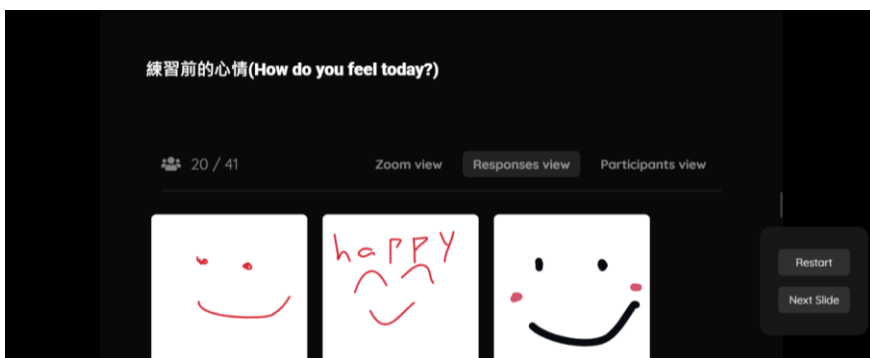 練習前的心情(How do you feel today?)
20 / 41
Zoom view
Responses view
Participants view
happy
Restart
Next Slide